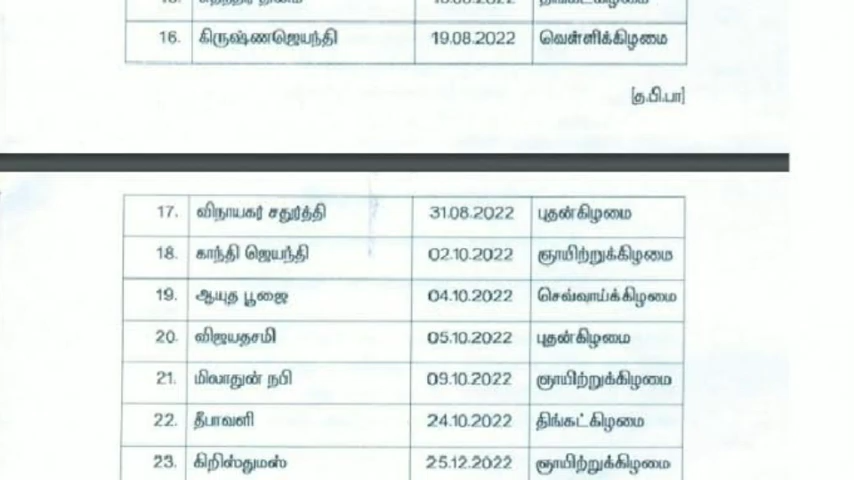 16. கிருஷ்ணஜெயந்தி 19.08.2022 வெள்ளிக்கிழமை
[த.பி.பா]
17. விநாயகர் சதுர்த்தி 31.08.2022 புதன்கிழமை
18. காந்தி ஜெயந்தி 02.10.2022 ஞாயிற்றுக்கிழமை
19. ஆயுத பூஜை 04.10.2022 செவ்வாய்க்கிழமை
20. விஜயதசமி 05.10.2022 புதன்கிழமை
21. மிலாதுன் நபி 09.10.2022 ஞாயிற்றுக்கிழமை
22. தீபாவளி 24.10.2022 திங்கட்கிழமை
23. கிறிஸ்துமஸ் 25.12.2022 ஞாயிற்றுக்கிழமை